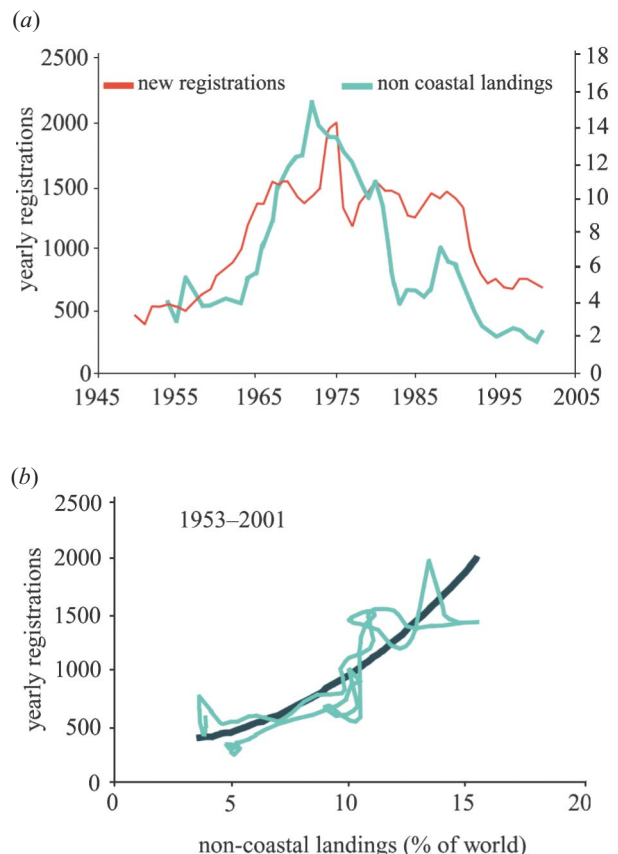 (a)
2500
2000
1500
1000
500
0
yearly registrations
new registrations
non coastal landings
18
16
14
12
10
8
6
4
2
0
1945 1955 1965 1975 1985 1995 2005
(b)
2500
2000
1500
1000
500
0
yearly registrations
1953–2001
0 5 10 15 20
non-coastal landings (% of world)